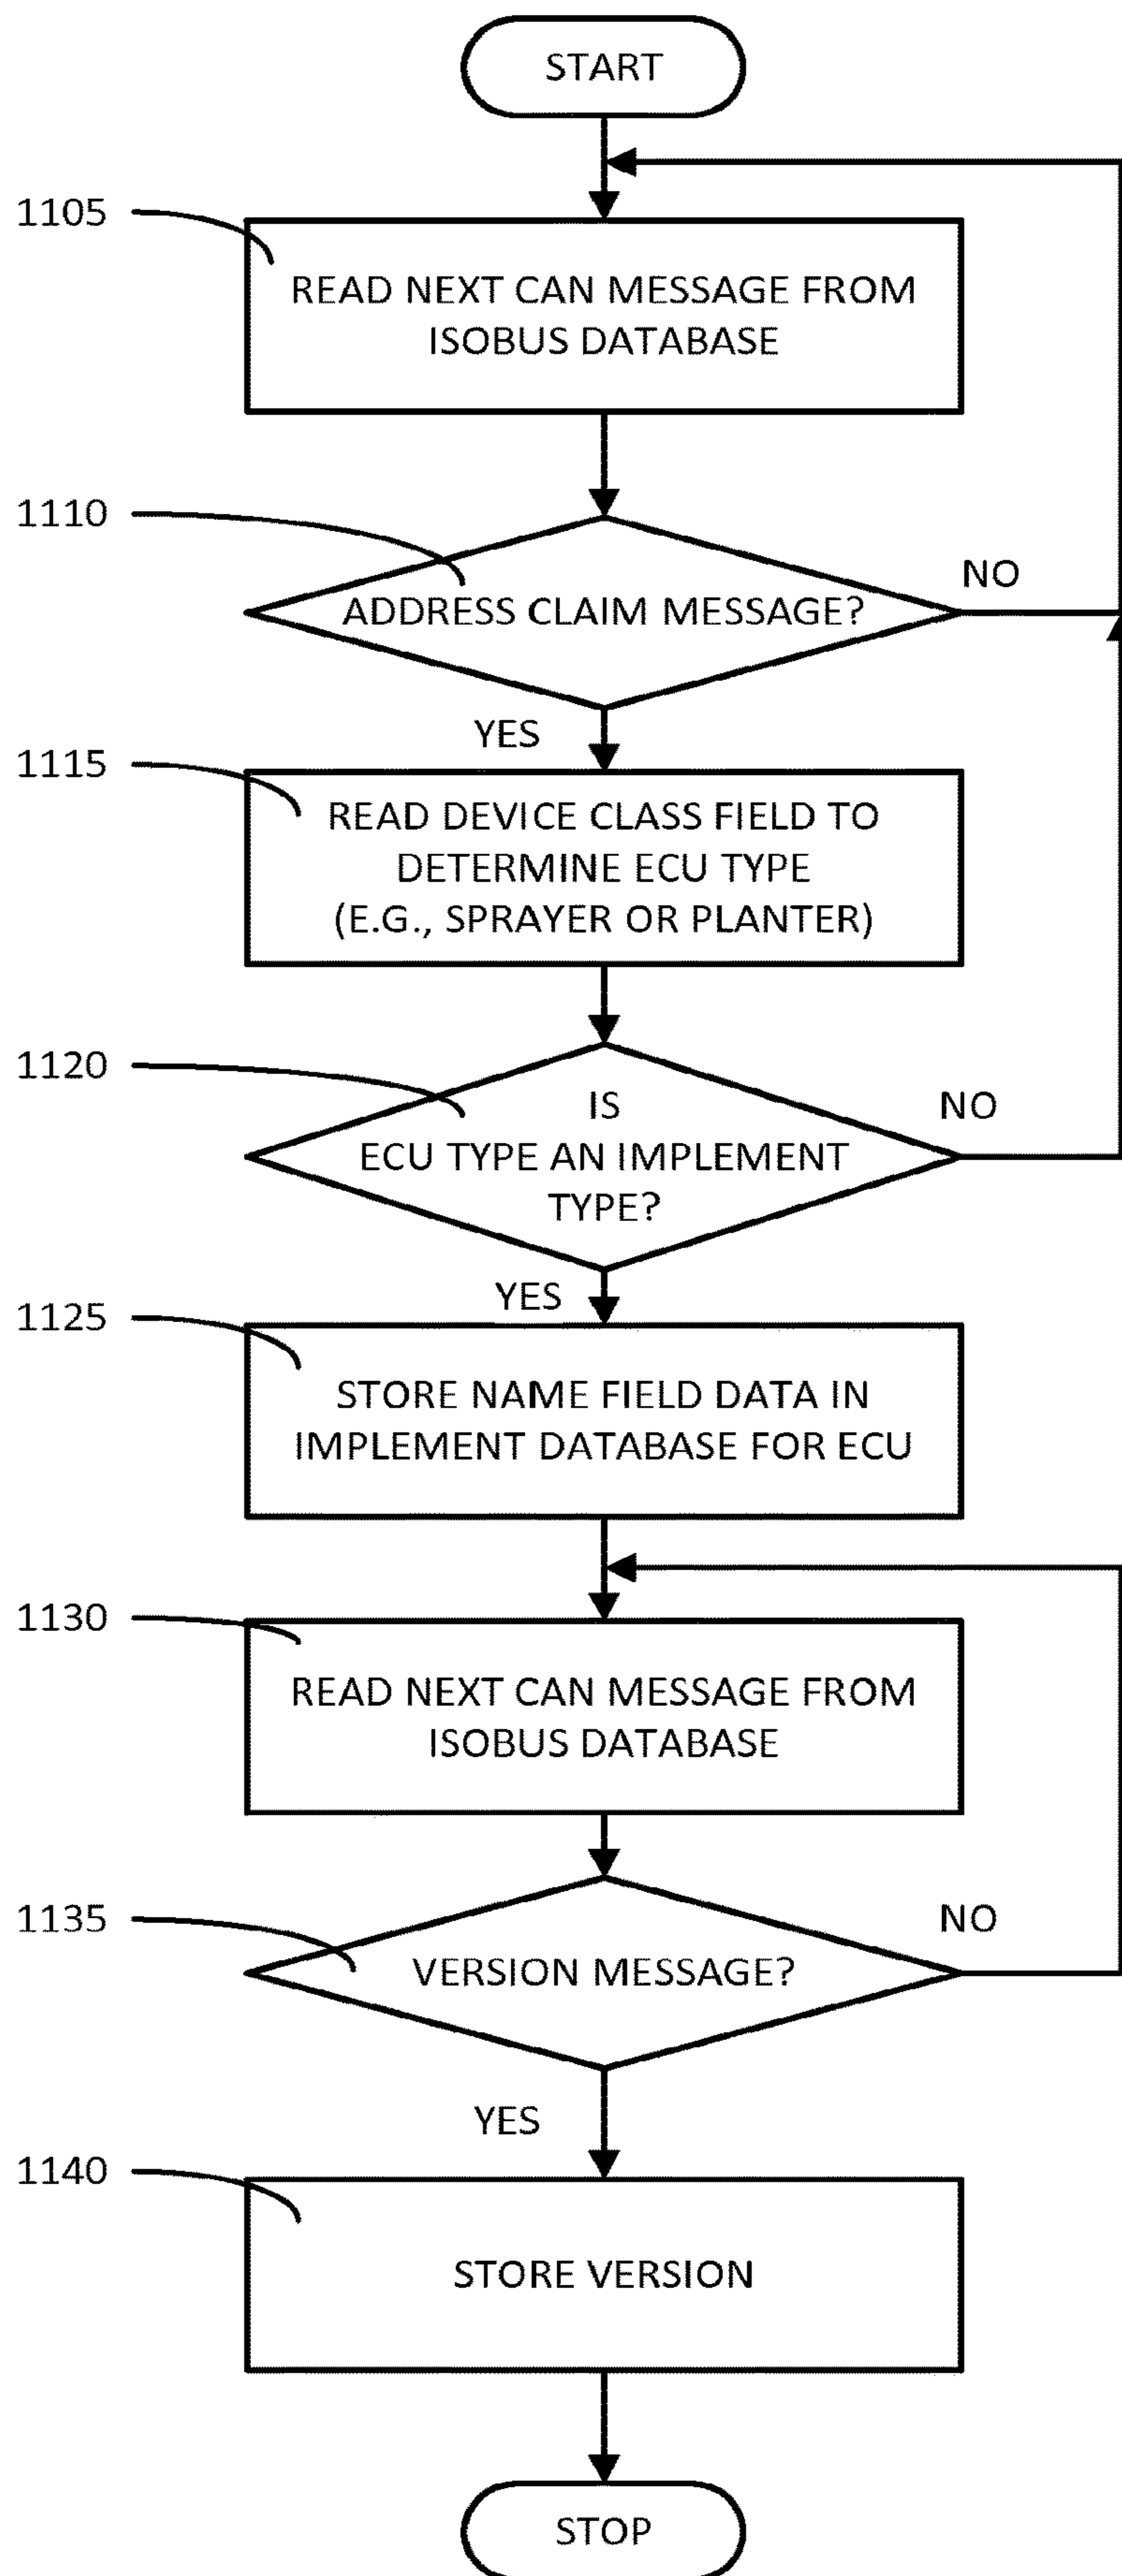 START
1105
READ NEXT CAN MESSAGE FROM
ISOBUS DATABASE
1110
NO
ADDRESS CLAIM MESSAGE?
YES
1115
READ DEVICE CLASS FIELD TO
DETERMINE ECU TYPE
(E.G., SPRAYER OR PLANTER)
1120
IS
NO
ECU TYPE AN IMPLEMENT
TYPE?
YES
1125
STORE NAME FIELD DATA IN
IMPLEMENT DATABASE FOR ECU
1130
READ NEXT CAN MESSAGE FROM
ISOBUS DATABASE
1135
NO
VERSION MESSAGE?
YES
1140
STORE VERSION
STOP